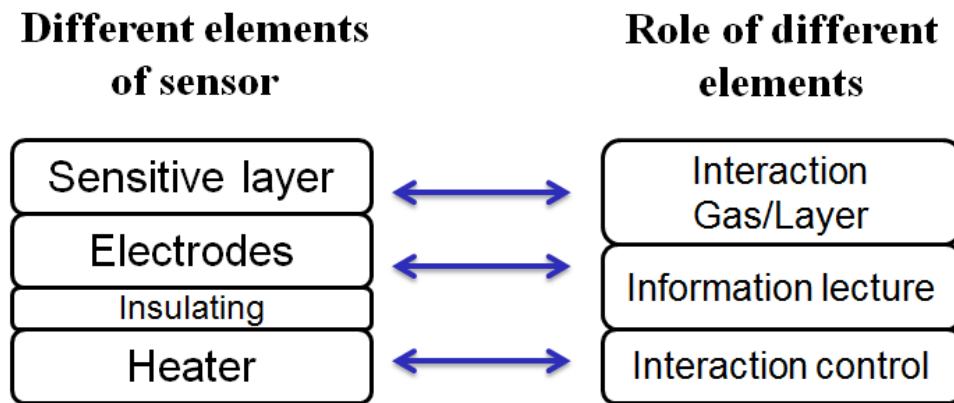 Different elements
of sensor
Sensitive layer
Electrodes
Insulating
Heater
Role of different
elements
Interaction
Gas/Layer
Information lecture
Interaction control